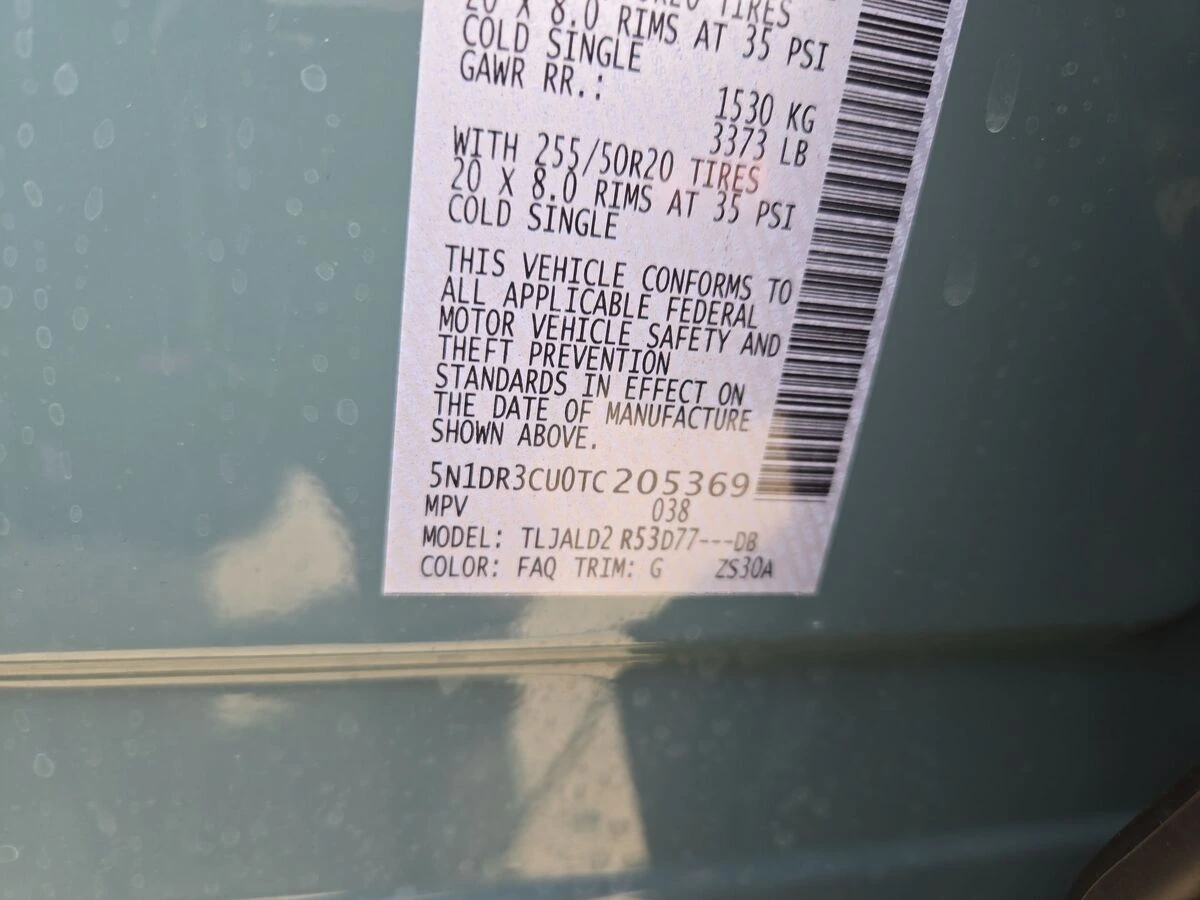 TIRES
20 X 8.0 RIMS AT 35 PSI
COLD SINGLE
GAWR RR.:
1530 KG
3373 LB
WITH 255/50R20 TIRES
20 X 8.0 RIMS AT 35 PSI
COLD SINGLE
THIS VEHICLE CONFORMS TO
ALL APPLICABLE FEDERAL
MOTOR VEHICLE SAFETY AND
THEFT PREVENTION
STANDARDS IN EFFECT ON
THE DATE OF MANUFACTURE
SHOWN ABOVE.
5N1DR3CU0TC205369
MPV 038
MODEL: TLJALD2 R53D77---DB
COLOR: FAQ TRIM: G ZS30A